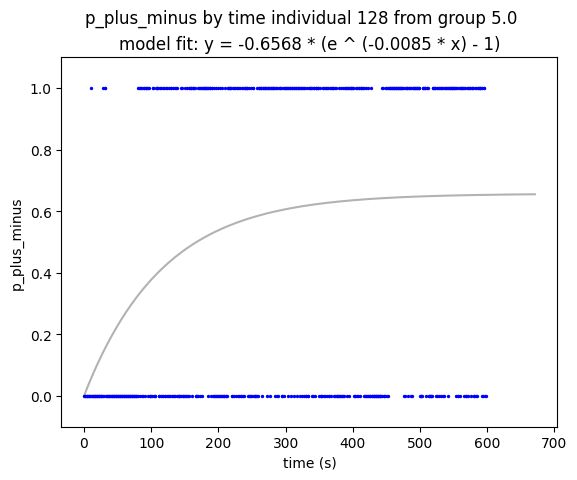 p_plus_minus by time individual 128 from group 5.0
model fit: y = -0.6568 * (e ^ (-0.0085 * x) - 1)
1.0
0.8
0.6
0.4
0.2
0.0
p_plus_minus
0 100 200 300 400 500 600 700
time (s)